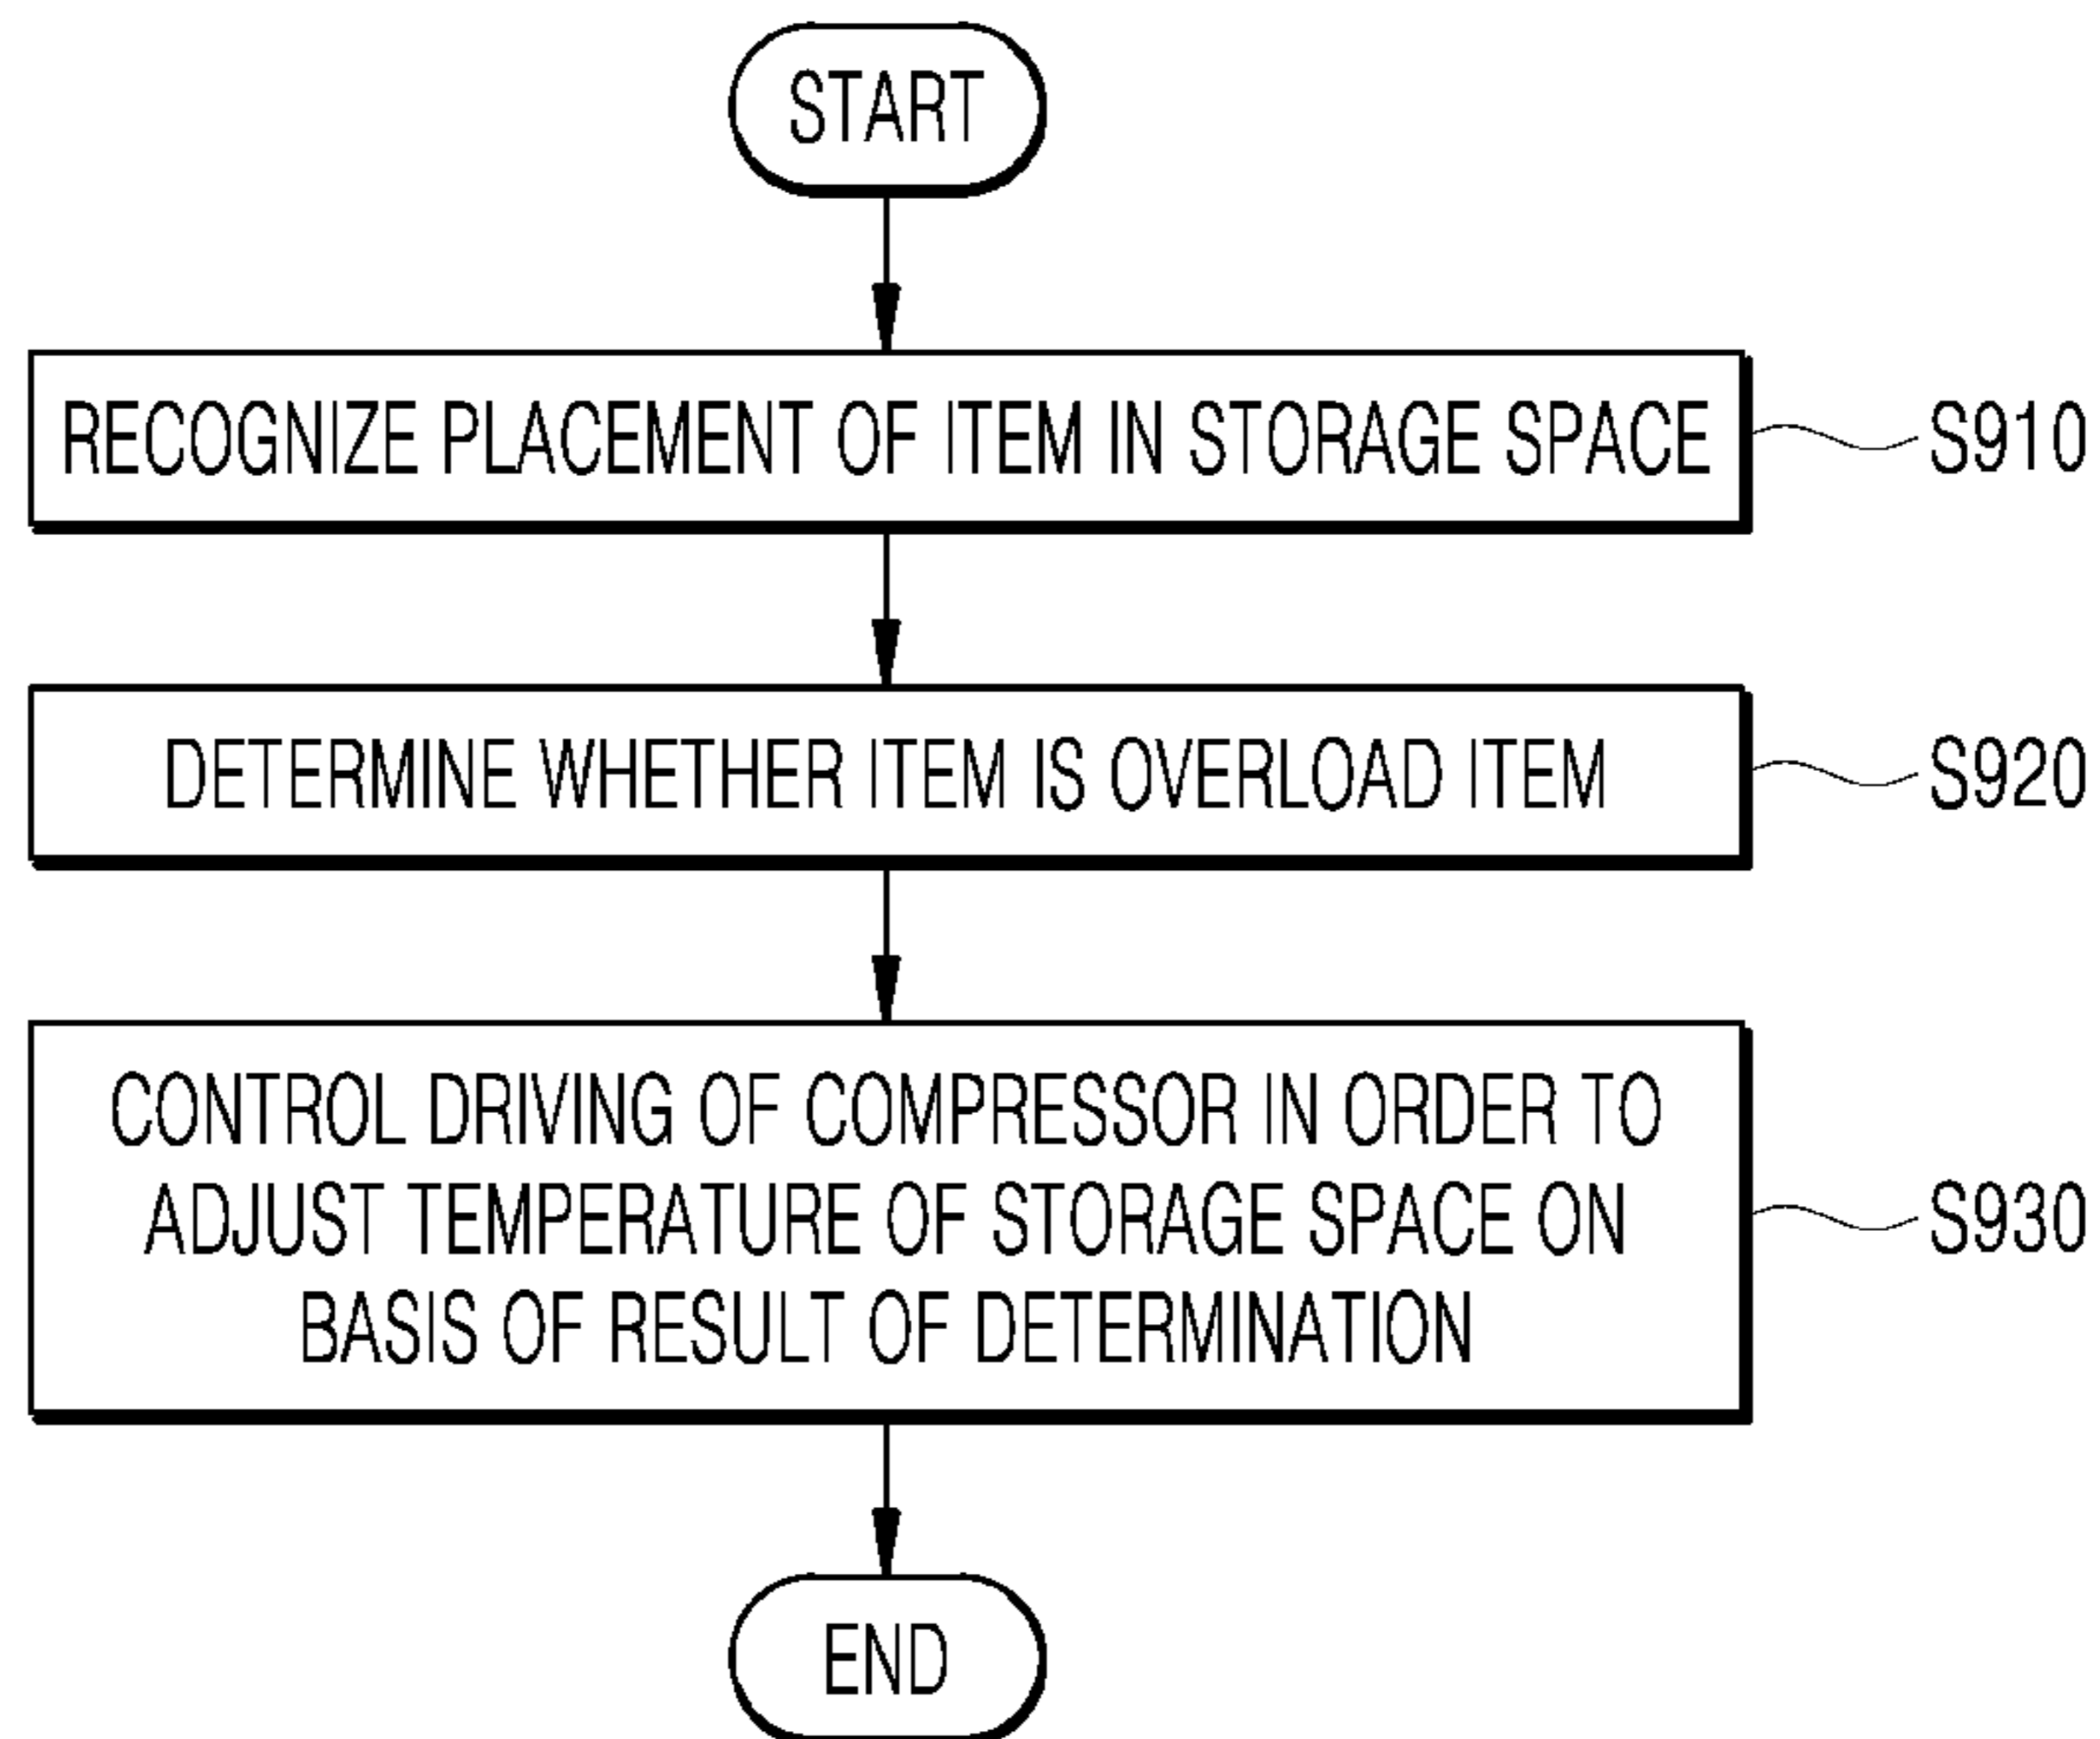 START
RECOGNIZE PLACEMENT OF ITEM IN STORAGE SPACE
S910
DETERMINE WHETHER ITEM IS OVERLOAD ITEM
S920
CONTROL DRIVING OF COMPRESSOR IN ORDER TO
ADJUST TEMPERATURE OF STORAGE SPACE ON
BASIS OF RESULT OF DETERMINATION
S930
END